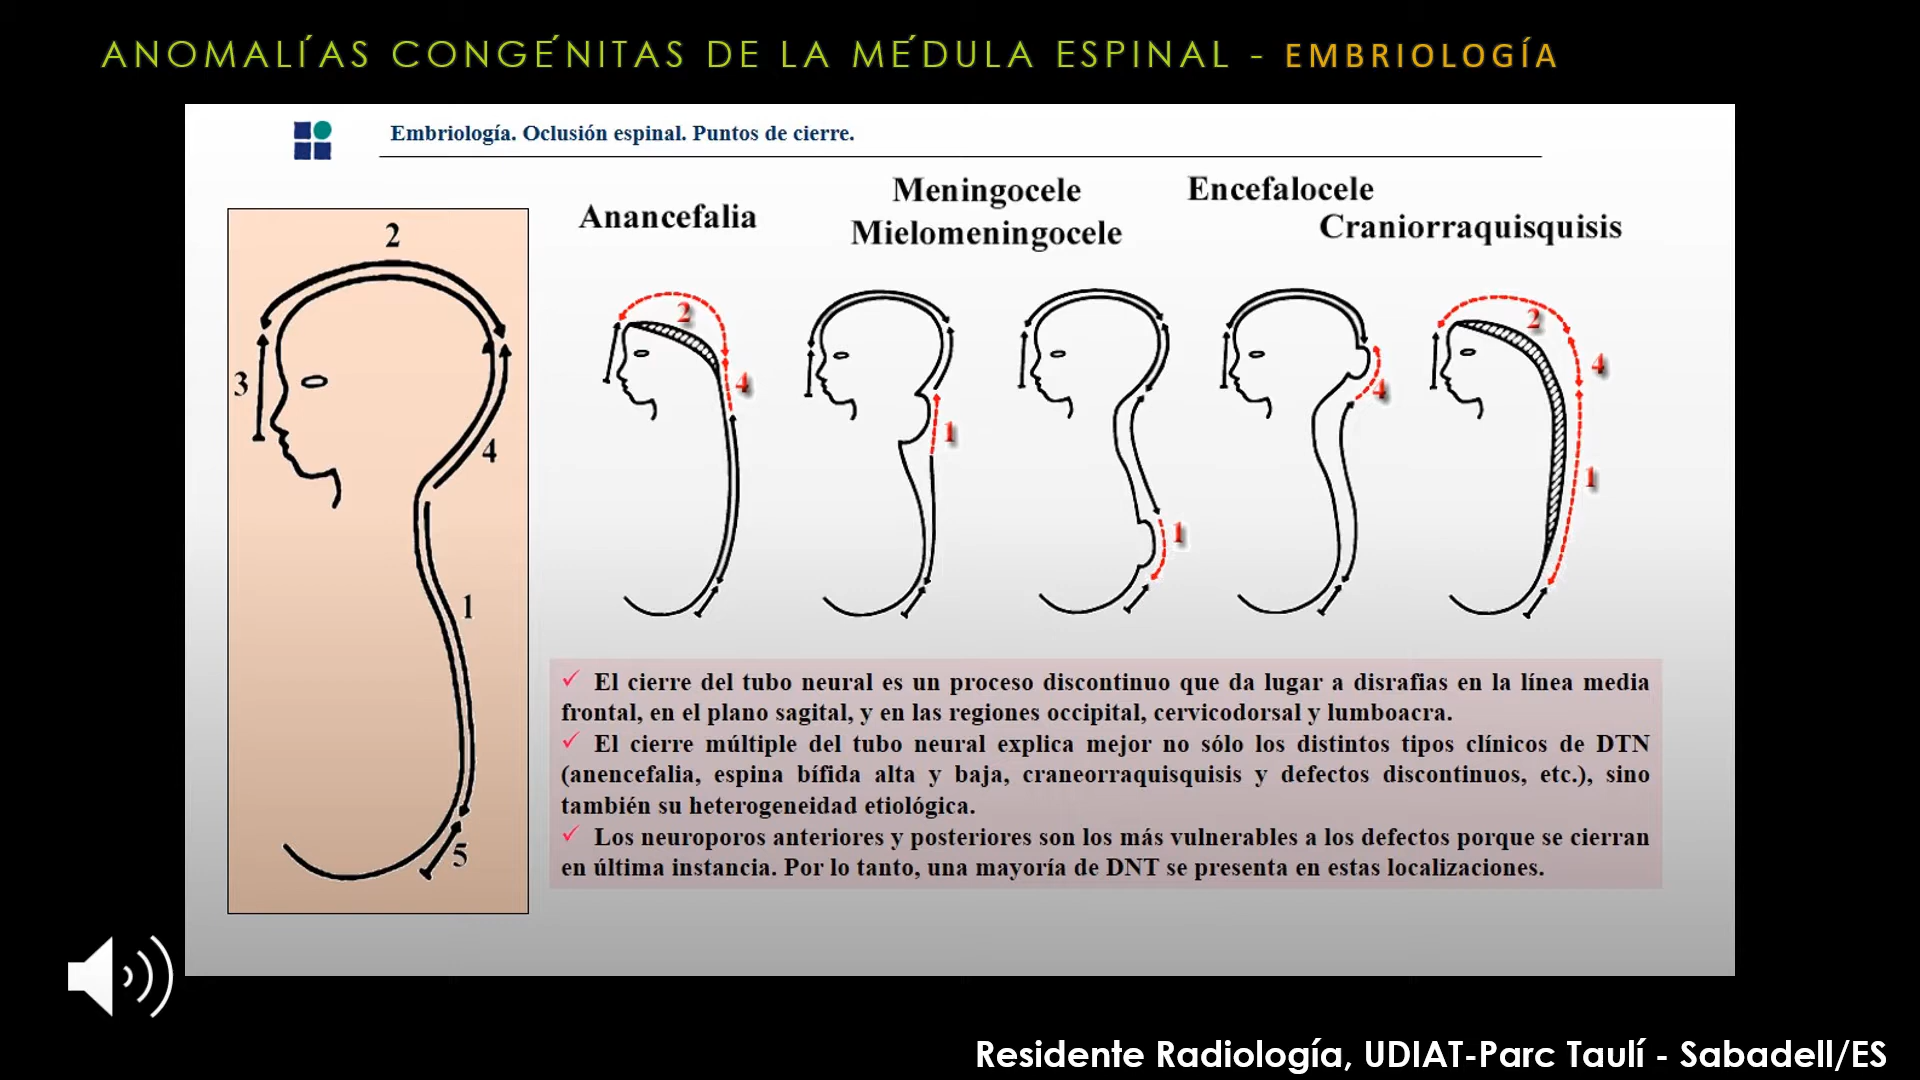 ANOMALÍAS CONGÉNITAS DE LA MÉDULA ESPINAL - EMBRIOLOGÍA
Embriología. Oclusión espinal. Puntos de cierre.
Anancefalia
Meningocele
Mielomeningocele
Encefalocele
Craniorraquisquisis
2
3
4
1
5
2
4
1
1
4
2
4
1
✓ El cierre del tubo neural es un proceso discontinuo que da lugar a disrafias en la línea media
frontal, en el plano sagital, y en las regiones occipital, cervicodorsal y lumboacra.
✓ El cierre múltiple del tubo neural explica mejor no sólo los distintos tipos clínicos de DTN
(anencefalia, espina bífida alta y baja, craneorraquisquisis y defectos discontinuos, etc.), sino
también su heterogeneidad etiológica.
✓ Los neuroporos anteriores y posteriores son los más vulnerables a los defectos porque se cierran
en última instancia. Por lo tanto, una mayoría de DNT se presenta en estas localizaciones.
Residente Radiología, UDIAT-Parc Taulí - Sabadell/ES